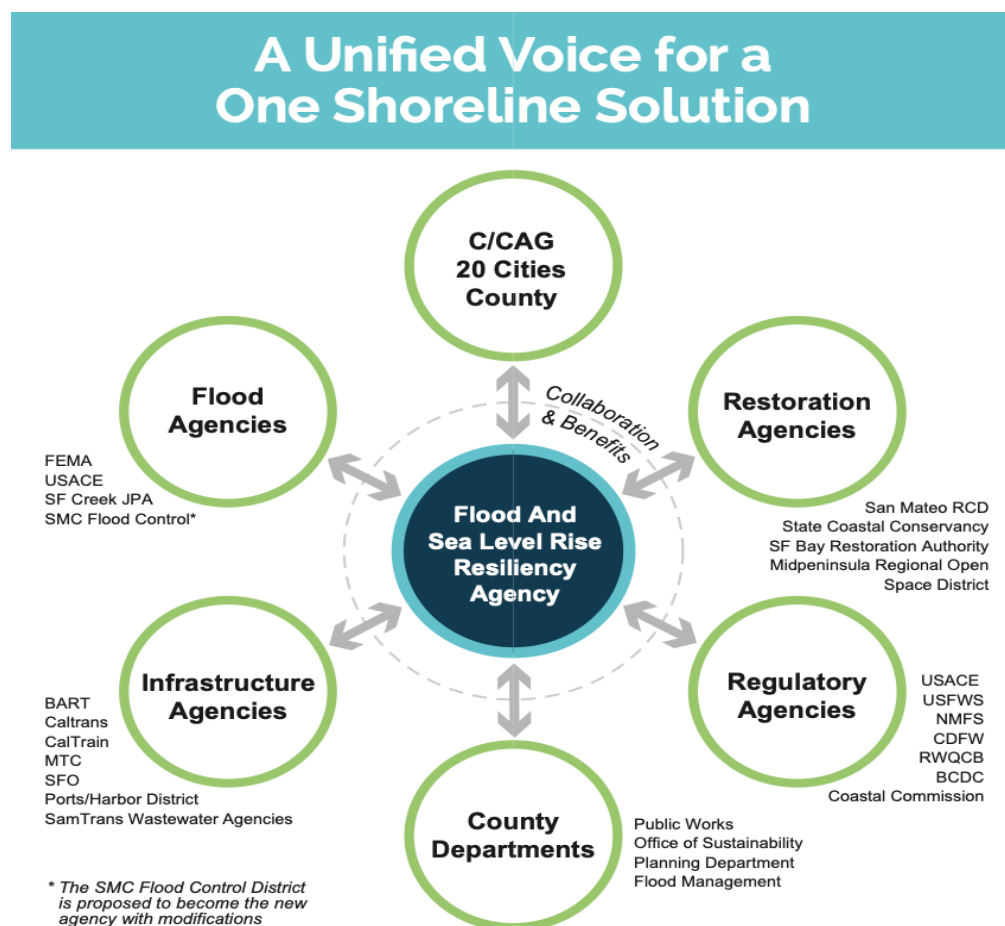 A Unified Voice for a
One Shoreline Solution
C/CAG
20 Cities
County
Flood
Agencies
FEMA
USACE
SF Creek JPA
SMC Flood Control*
Collaboration
& Benefits
Restoration
Agencies
San Mateo RCD
State Coastal Conservancy
SF Bay Restoration Authority
Midpeninsula Regional Open
Space District
Flood And
Sea Level Rise
Resiliency
Agency
Infrastructure
Agencies
BART
Caltrans
CalTrain
MTC
SFO
Ports/Harbor District
SamTrans Wastewater Agencies
Regulatory
Agencies
USACE
USFWS
NMFS
CDFW
RWQCB
BCDC
Coastal Commission
County
Departments
Public Works
Office of Sustainability
Planning Department
Flood Management
* The SMC Flood Control District
is proposed to become the new
agency with modifications